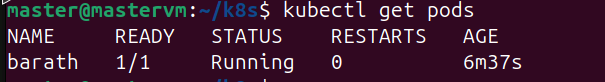 master@mastervm:~/k8s$ kubectl get pods
NAME READY STATUS RESTARTS AGE
barath 1/1 Running 0 6m37s